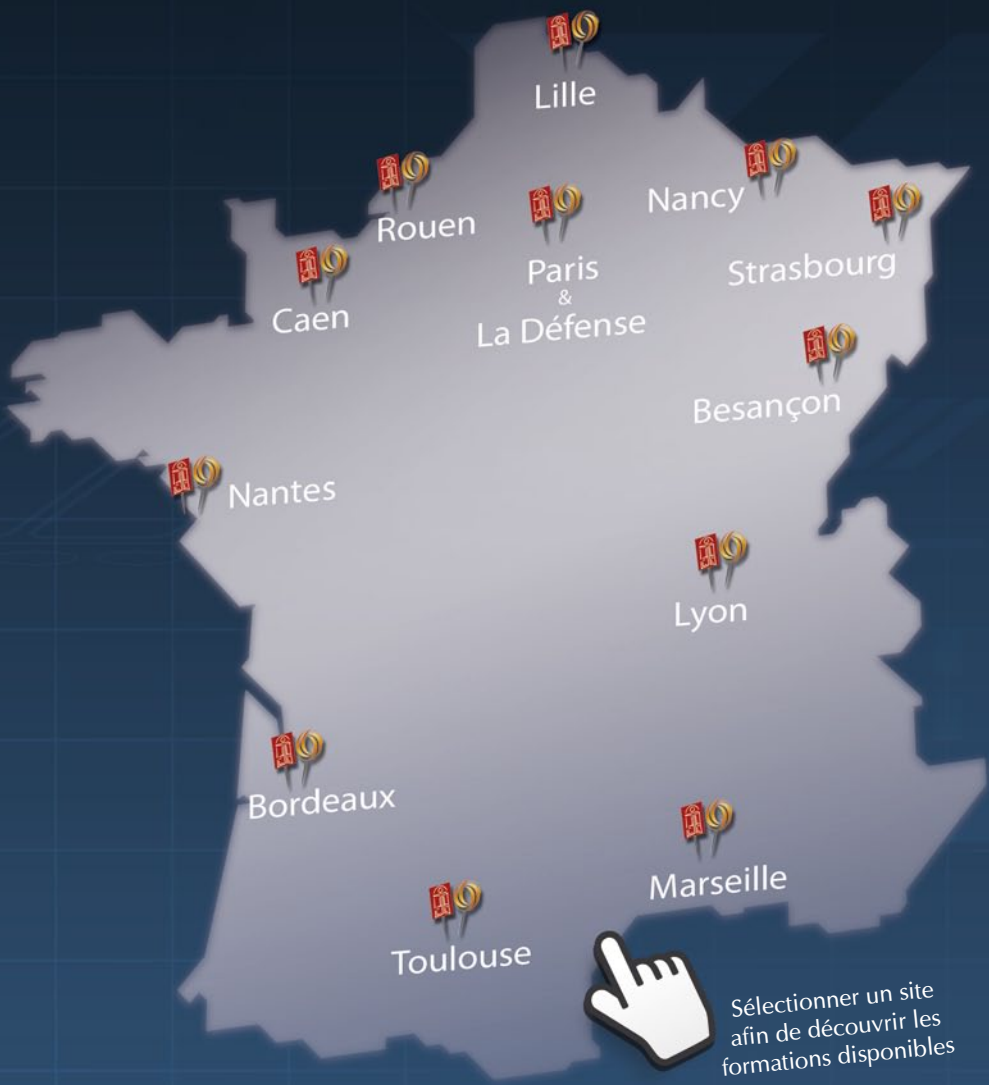 Lille
Nancy
Rouen
Paris
&
La Défense
Strasbourg
Caen
Besançon
Nantes
Lyon
Bordeaux
Marseille
Toulouse
Sélectionner un site
afin de découvrir les
formations disponibles